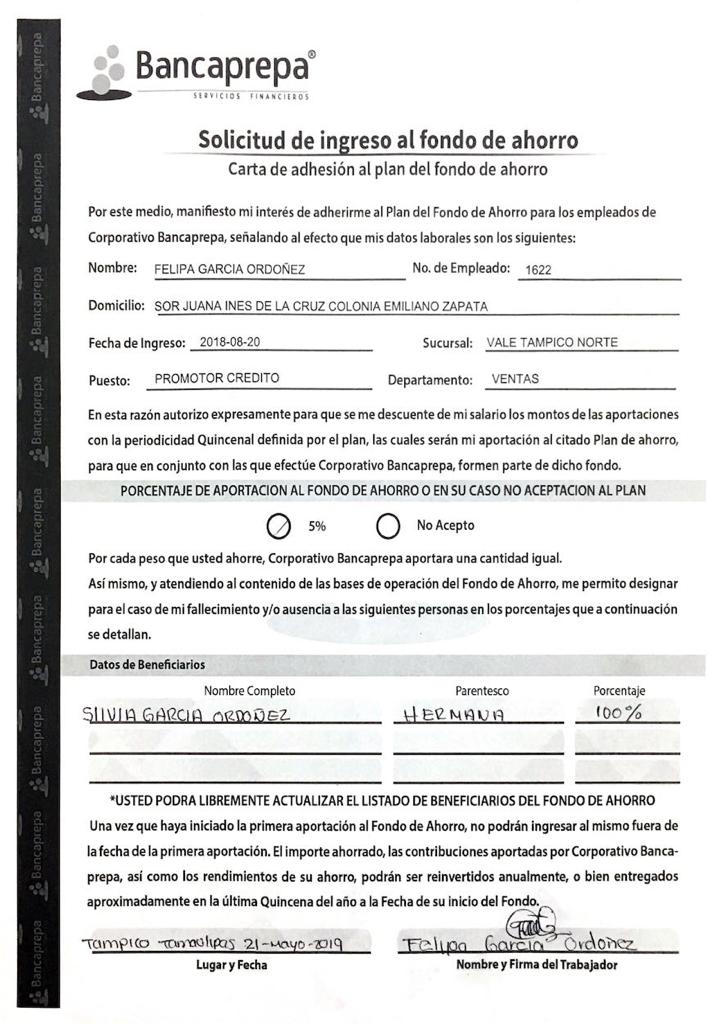 Bancaprepa®
SERVICIOS FINANCIEROS
Solicitud de ingreso al fondo de ahorro
Carta de adhesión al plan del fondo de ahorro
Por este medio, manifiesto mi interés de adherirme al Plan del Fondo de Ahorro para los empleados de
Corporativo Bancaprepa, señalando al efecto que mis datos laborales son los siguientes:
Nombre: FELIPA GARCIA ORDOÑEZ No. de Empleado: 1622
Domicilio: SOR JUANA INES DE LA CRUZ COLONIA EMILIANO ZAPATA
Fecha de Ingreso: 2018-08-20 Sucursal: VALE TAMPICO NORTE
Puesto: PROMOTOR CREDITO Departamento: VENTAS
En esta razón autorizo expresamente para que se me descuente de mi salario los montos de las aportaciones
con la periodicidad Quincenal definida por el plan, las cuales serán mi aportación al citado Plan de ahorro,
para que en conjunto con las que efectúe Corporativo Bancaprepa, formen parte de dicho fondo.
PORCENTAJE DE APORTACION AL FONDO DE AHORRO O EN SU CASO NO ACEPTACION AL PLAN
5% No Acepto
Por cada peso que usted ahorre, Corporativo Bancaprepa aportara una cantidad igual.
Así mismo, y atendiendo al contenido de las bases de operación del Fondo de Ahorro, me permito designar
para el caso de mi fallecimiento y/o ausencia a las siguientes personas en los porcentajes que a continuación
se detallan.
Datos de Beneficiarios
Nombre Completo Parentesco Porcentaje
SILVIA GARCIA ORDOÑEZ HERMANA 100%
*USTED PODRA LIBREMENTE ACTUALIZAR EL LISTADO DE BENEFICIARIOS DEL FONDO DE AHORRO
Una vez que haya iniciado la primera aportación al Fondo de Ahorro, no podrán ingresar al mismo fuera de
la fecha de la primera aportación. El importe ahorrado, las contribuciones aportadas por Corporativo Banca-
prepa, así como los rendimientos de su ahorro, podrán ser reinvertidos anualmente, o bien entregados
aproximadamente en la última Quincena del año a la Fecha de su inicio del Fondo.
Tampico Tamaulipas 21-Mayo-2019 Felipa Garcia Ordoñez
Lugar y Fecha Nombre y Firma del Trabajador
Bancaprepa
Bancaprepa
Bancaprepa
Bancaprepa
Bancaprepa
Bancaprepa
Bancaprepa
Bancaprepa
Bancaprepa